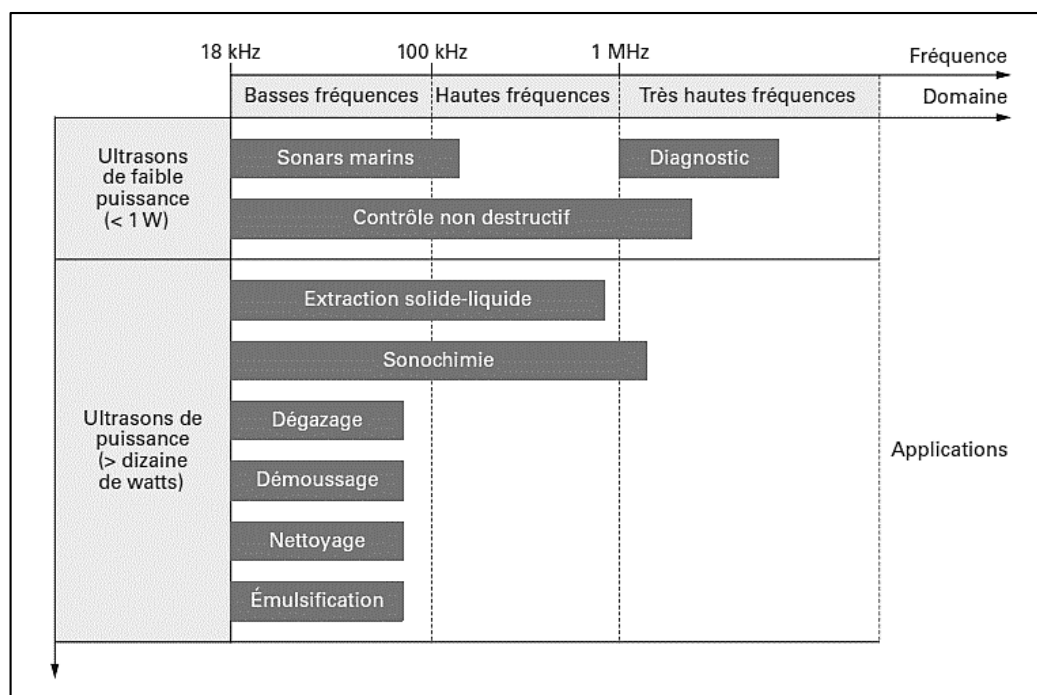 18 kHz 100 kHz 1 MHz
Fréquence
Basses fréquences Hautes fréquences Très hautes fréquences
Domaine
Ultrasons
de faible
puissance
(< 1 W)
Sonars marins Diagnostic
Contrôle non destructif
Ultrasons de
puissance
(> dizaine
de watts)
Extraction solide-liquide
Sonochimie
Dégazage
Démoussage
Nettoyage
Émulsification
Applications